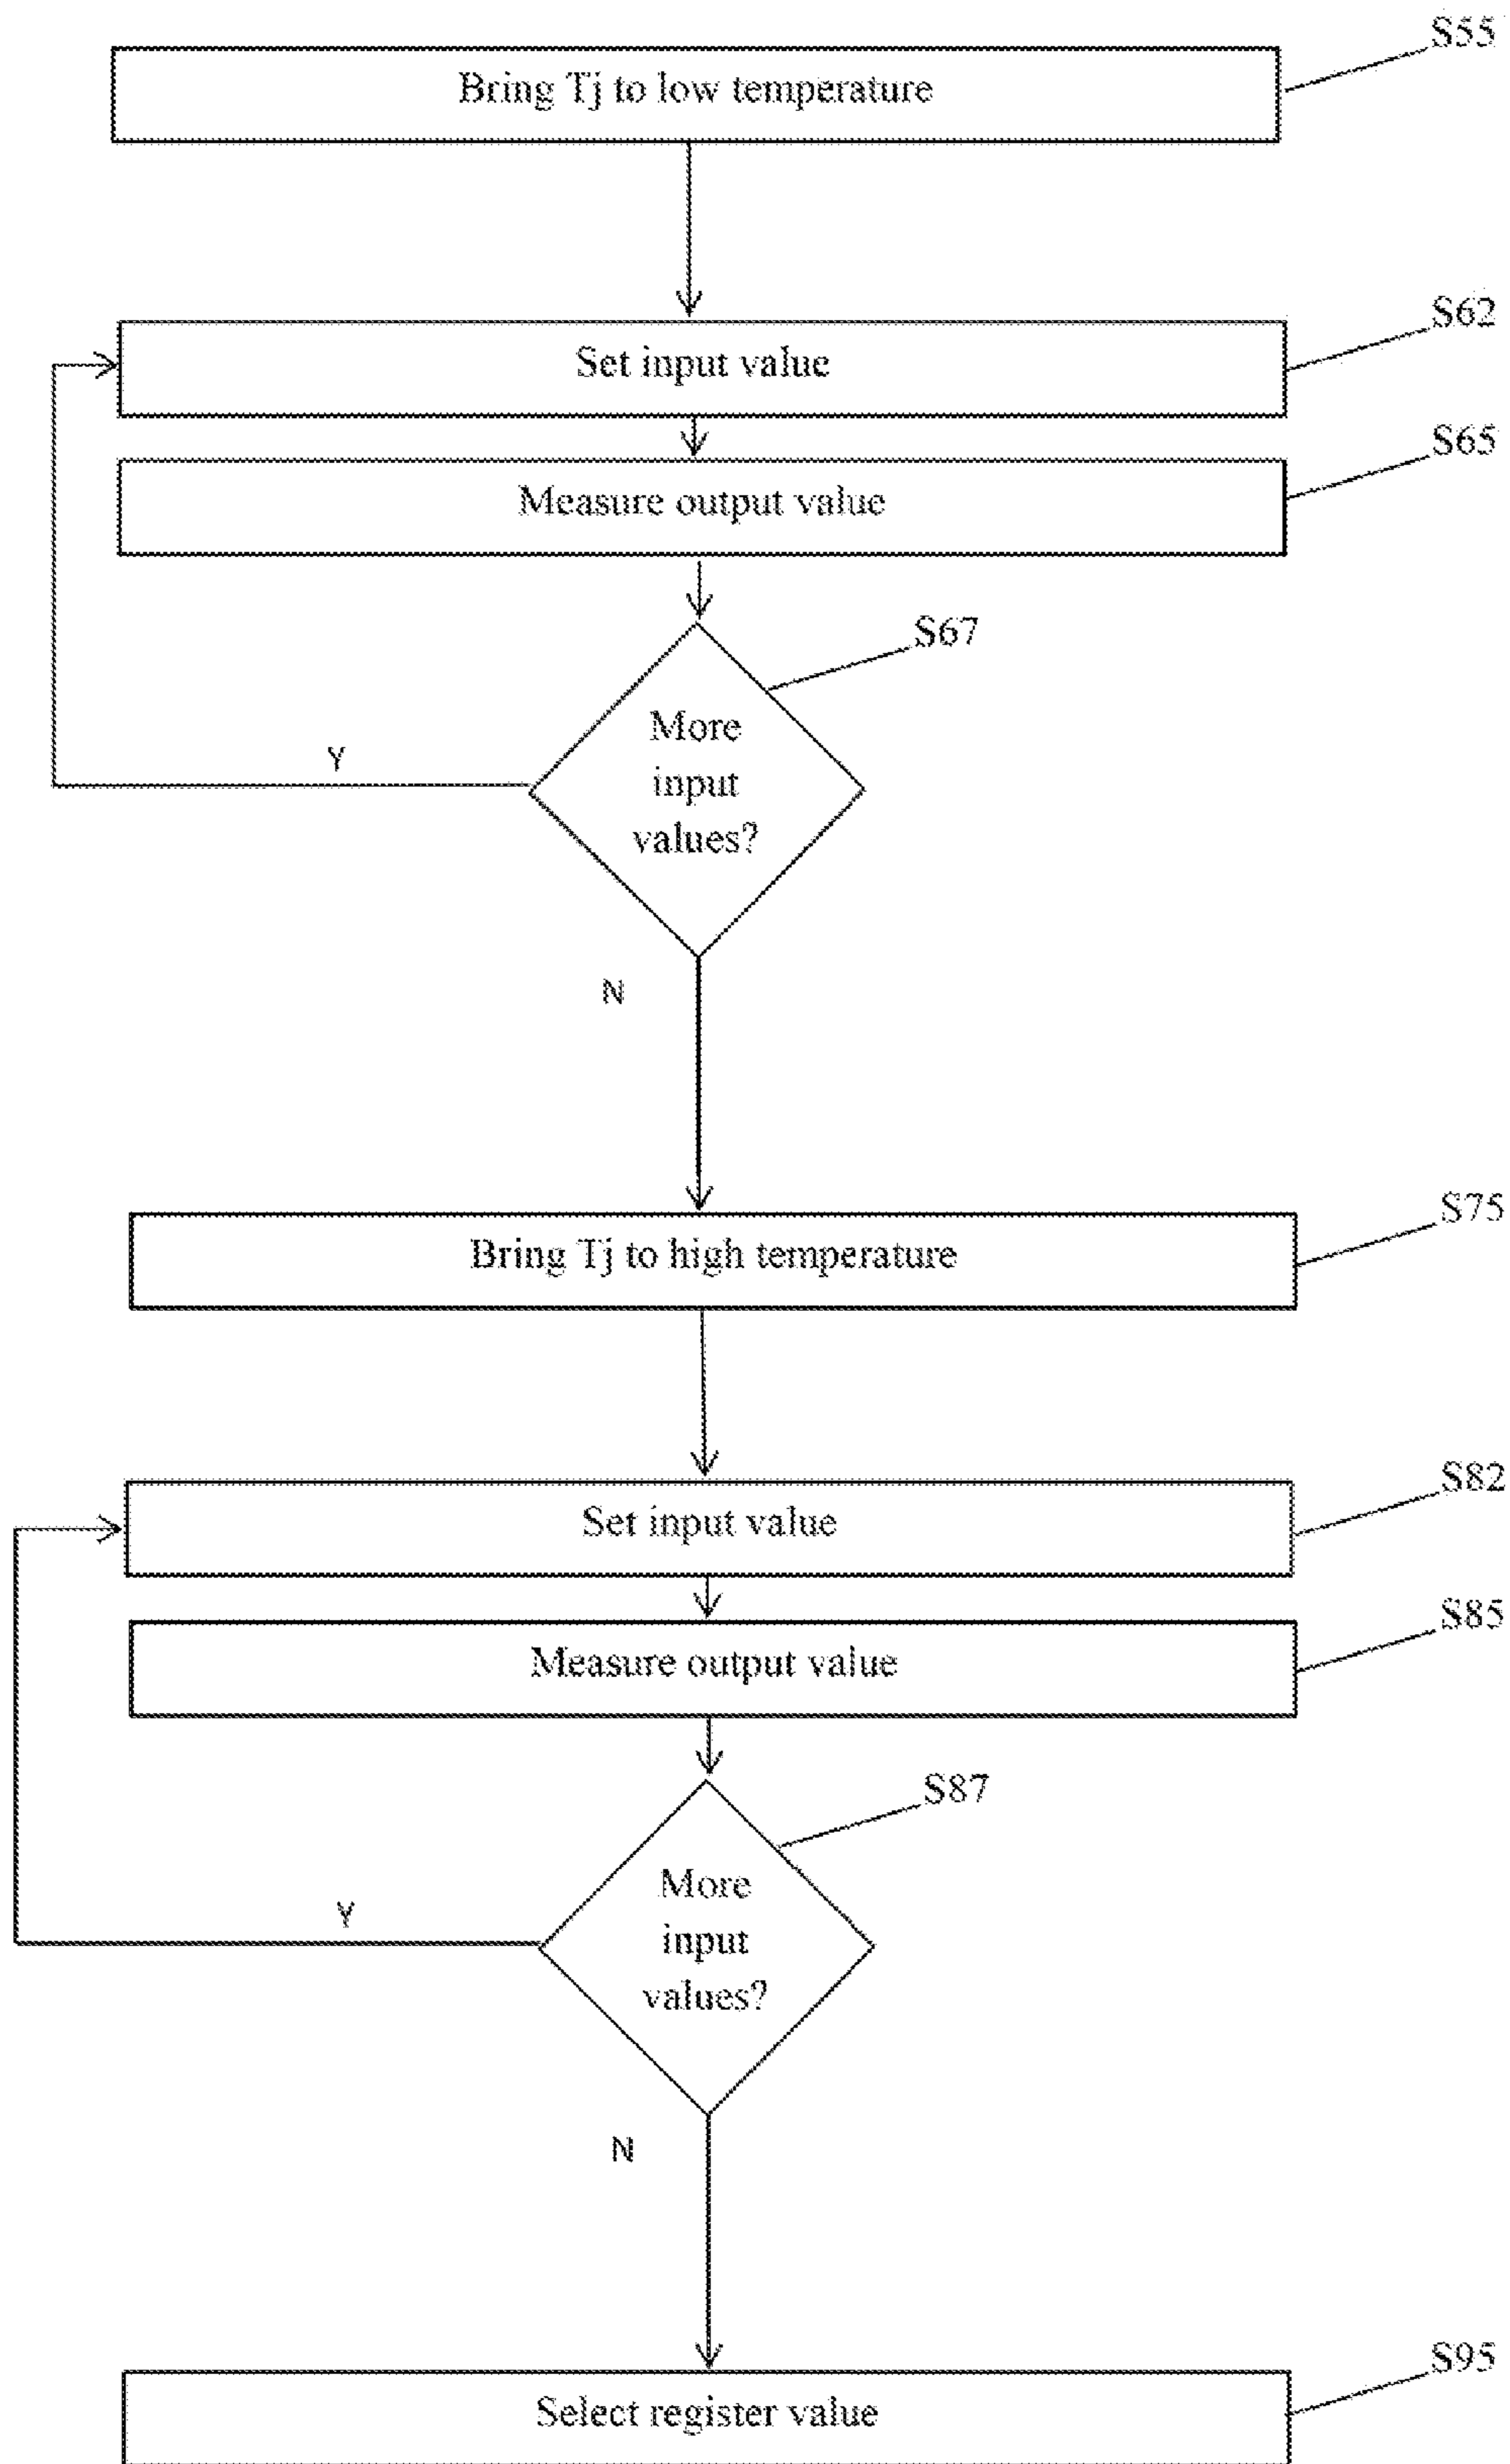 S55
Bring Tj to low temperature
S62
Set input value
S65
Measure output value
S67
More
input
values?
Y
N
S75
Bring Tj to high temperature
S82
Set input value
S85
Measure output value
S87
More
input
values?
Y
N
S95
Select register value